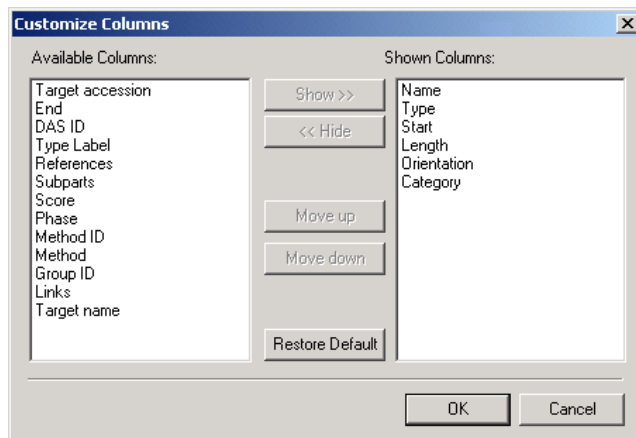 Customize Columns
Available Columns:
Target accession
End
DAS ID
Type Label
References
Subparts
Score
Phase
Method ID
Method
Group ID
Links
Target name
Show >>
<< Hide
Move up
Move down
Restore Default
Shown Columns:
Name
Type
Start
Length
Orientation
Category
OK
Cancel